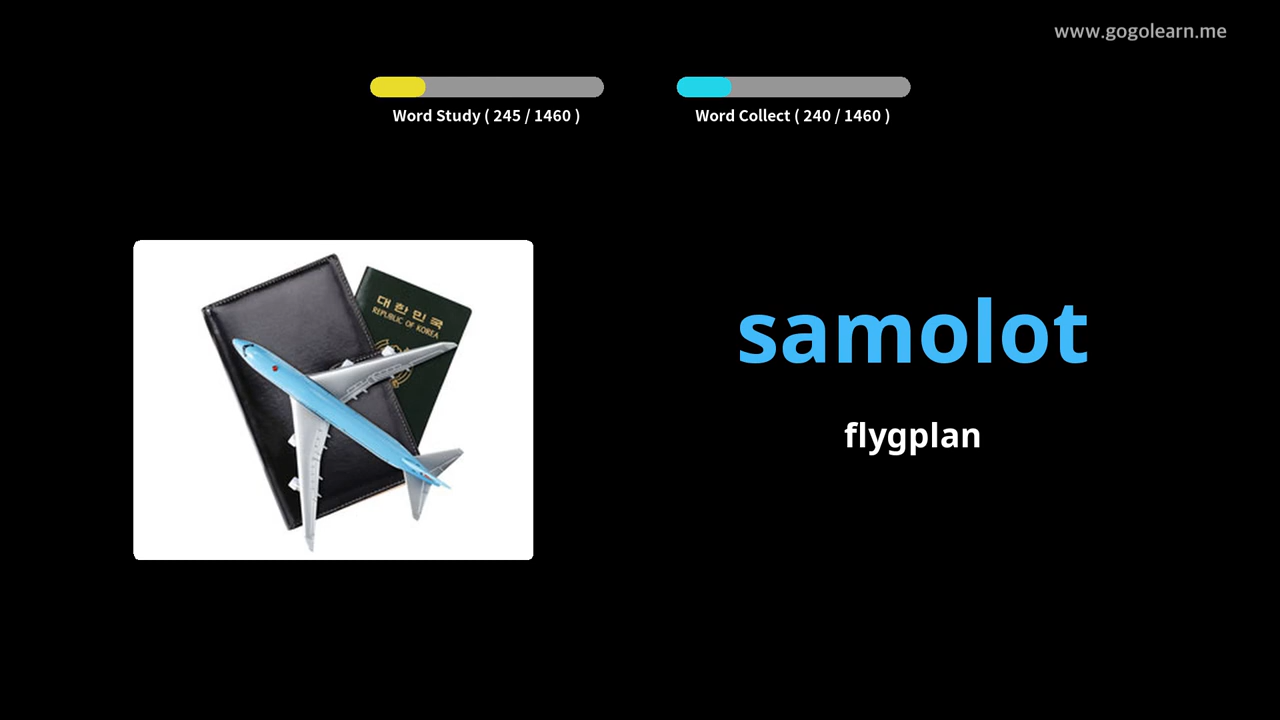 www.gogolearn.me
Word Study ( 245 / 1460 )
Word Collect ( 240 / 1460 )
대한민국
REPUBLIC OF KOREA
samolot
flygplan